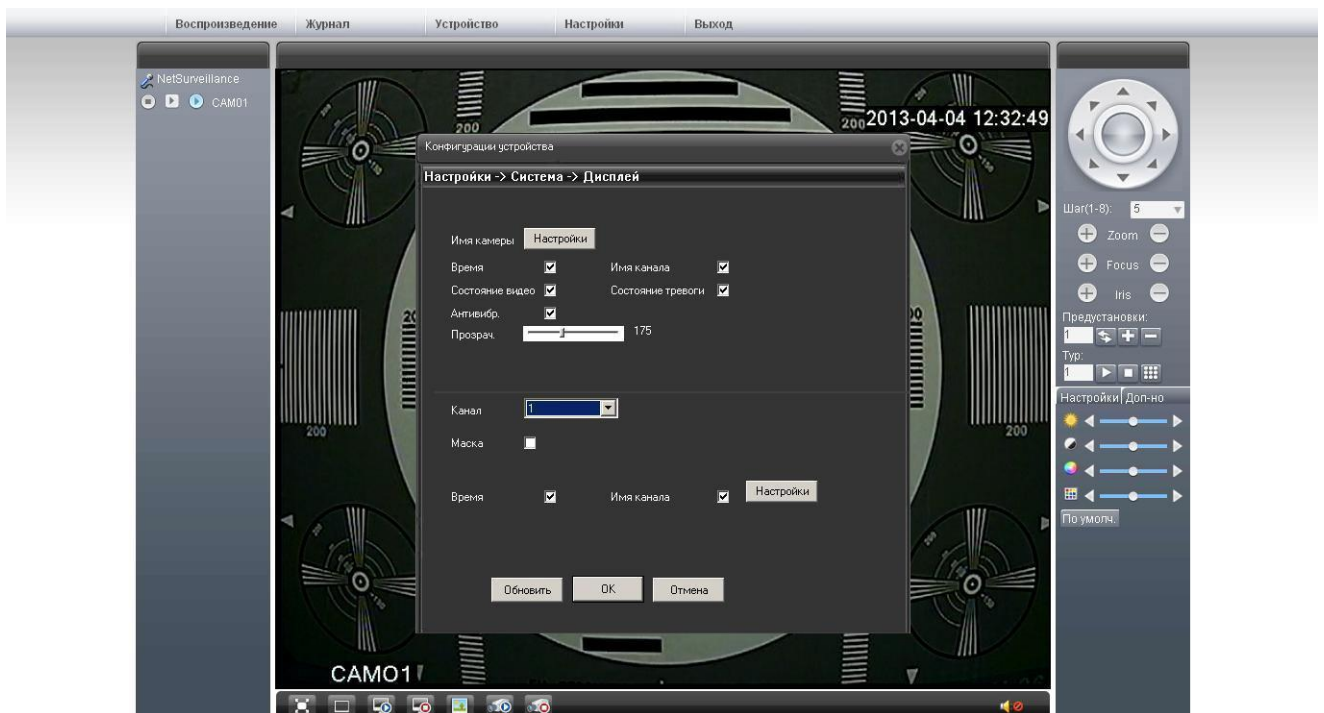 Воспроизведение Журнал Устройство Настройки Выход
NetSurveillance
CAM01
200
200
2013-04-04 12:32:49
Конфигурации устройства
Настройки -> Система -> Дисплей
Имя камеры Настройки
Время Имя канала
Состояние видео Состояние тревоги
Антивибр.
Прозрач. 175
Канал 1
Маска
Время Имя канала Настройки
Обновить OK Отмена
200
200
CAM01
Шаг(1-8): 5
Zoom
Focus
Iris
Предустановки:
1
Тур:
1
Настройки Доп-но
По умолч.